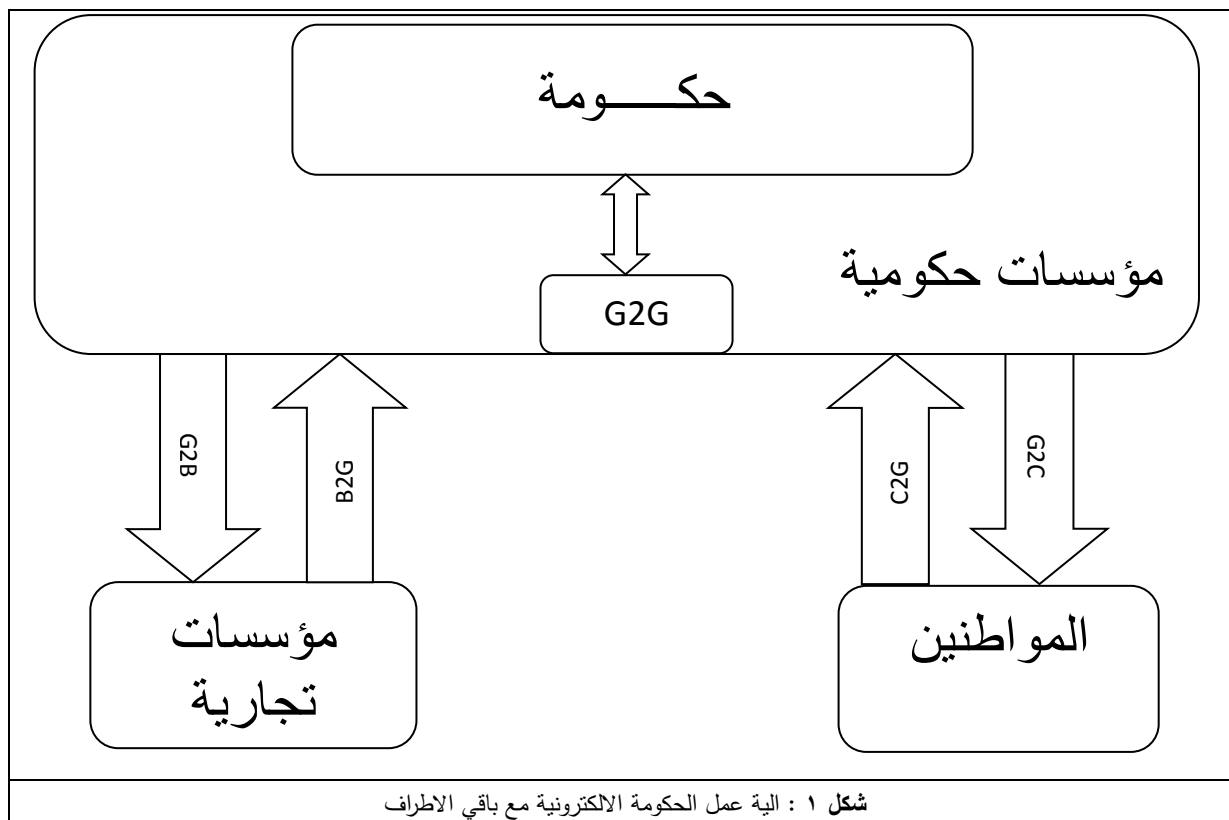 حكـــــومة
مؤسسات حكومية
G2G
G2B
B2G
C2G
G2C
مؤسسات
تجارية
المواطنين
شكل ١ : الية عمل الحكومة الالكترونية مع باقي الاطراف